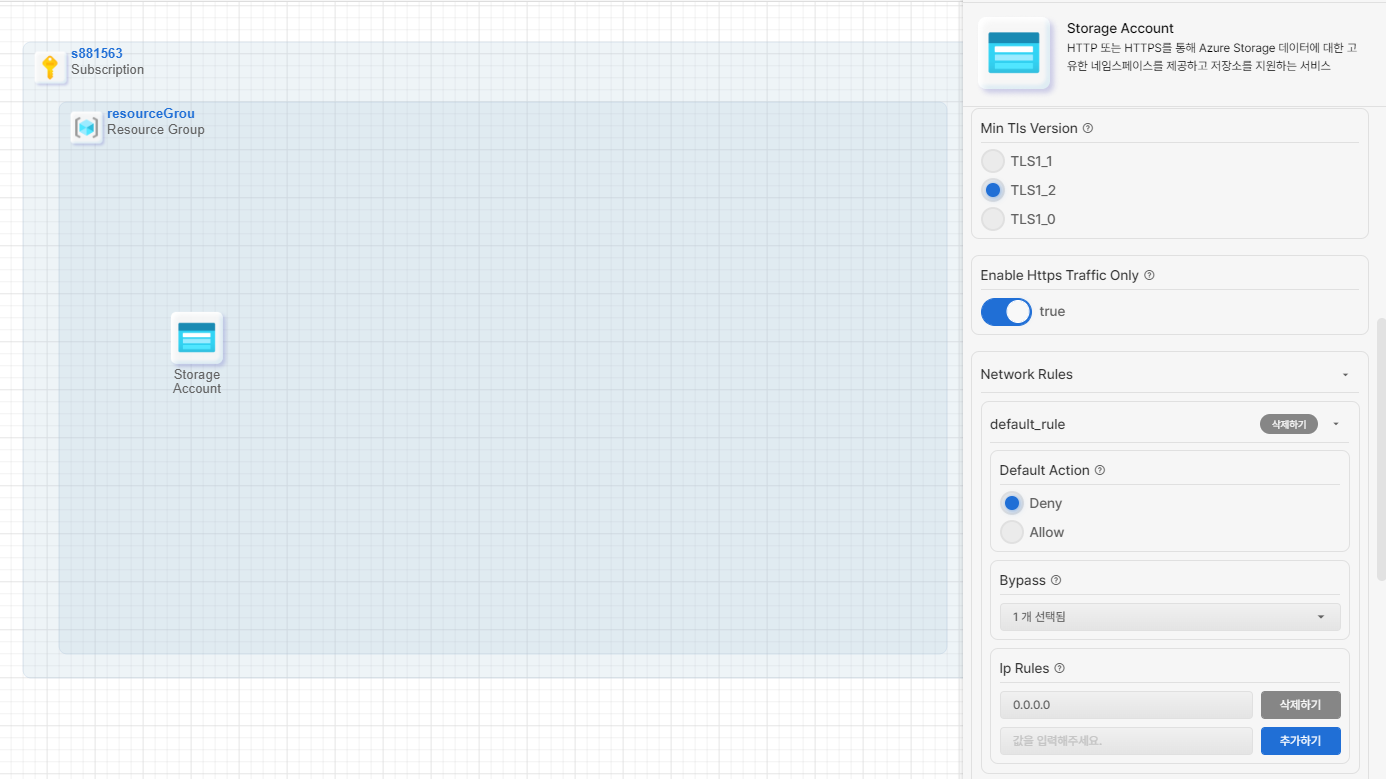 s881563
Subscription
resourceGrou
Resource Group
Storage
Account
Storage Account
HTTP 또는 HTTPS를 통해 Azure Storage 데이터에 대한 고
유한 네임스페이스를 제공하고 저장소를 지원하는 서비스
Min Tls Version
TLS1_1
TLS1_2
TLS1_0
Enable Https Traffic Only
true
Network Rules
default_rule 삭제하기
Default Action
Deny
Allow
Bypass
1 개 선택됨
Ip Rules
0.0.0.0 삭제하기
값을 입력해주세요. 추가하기